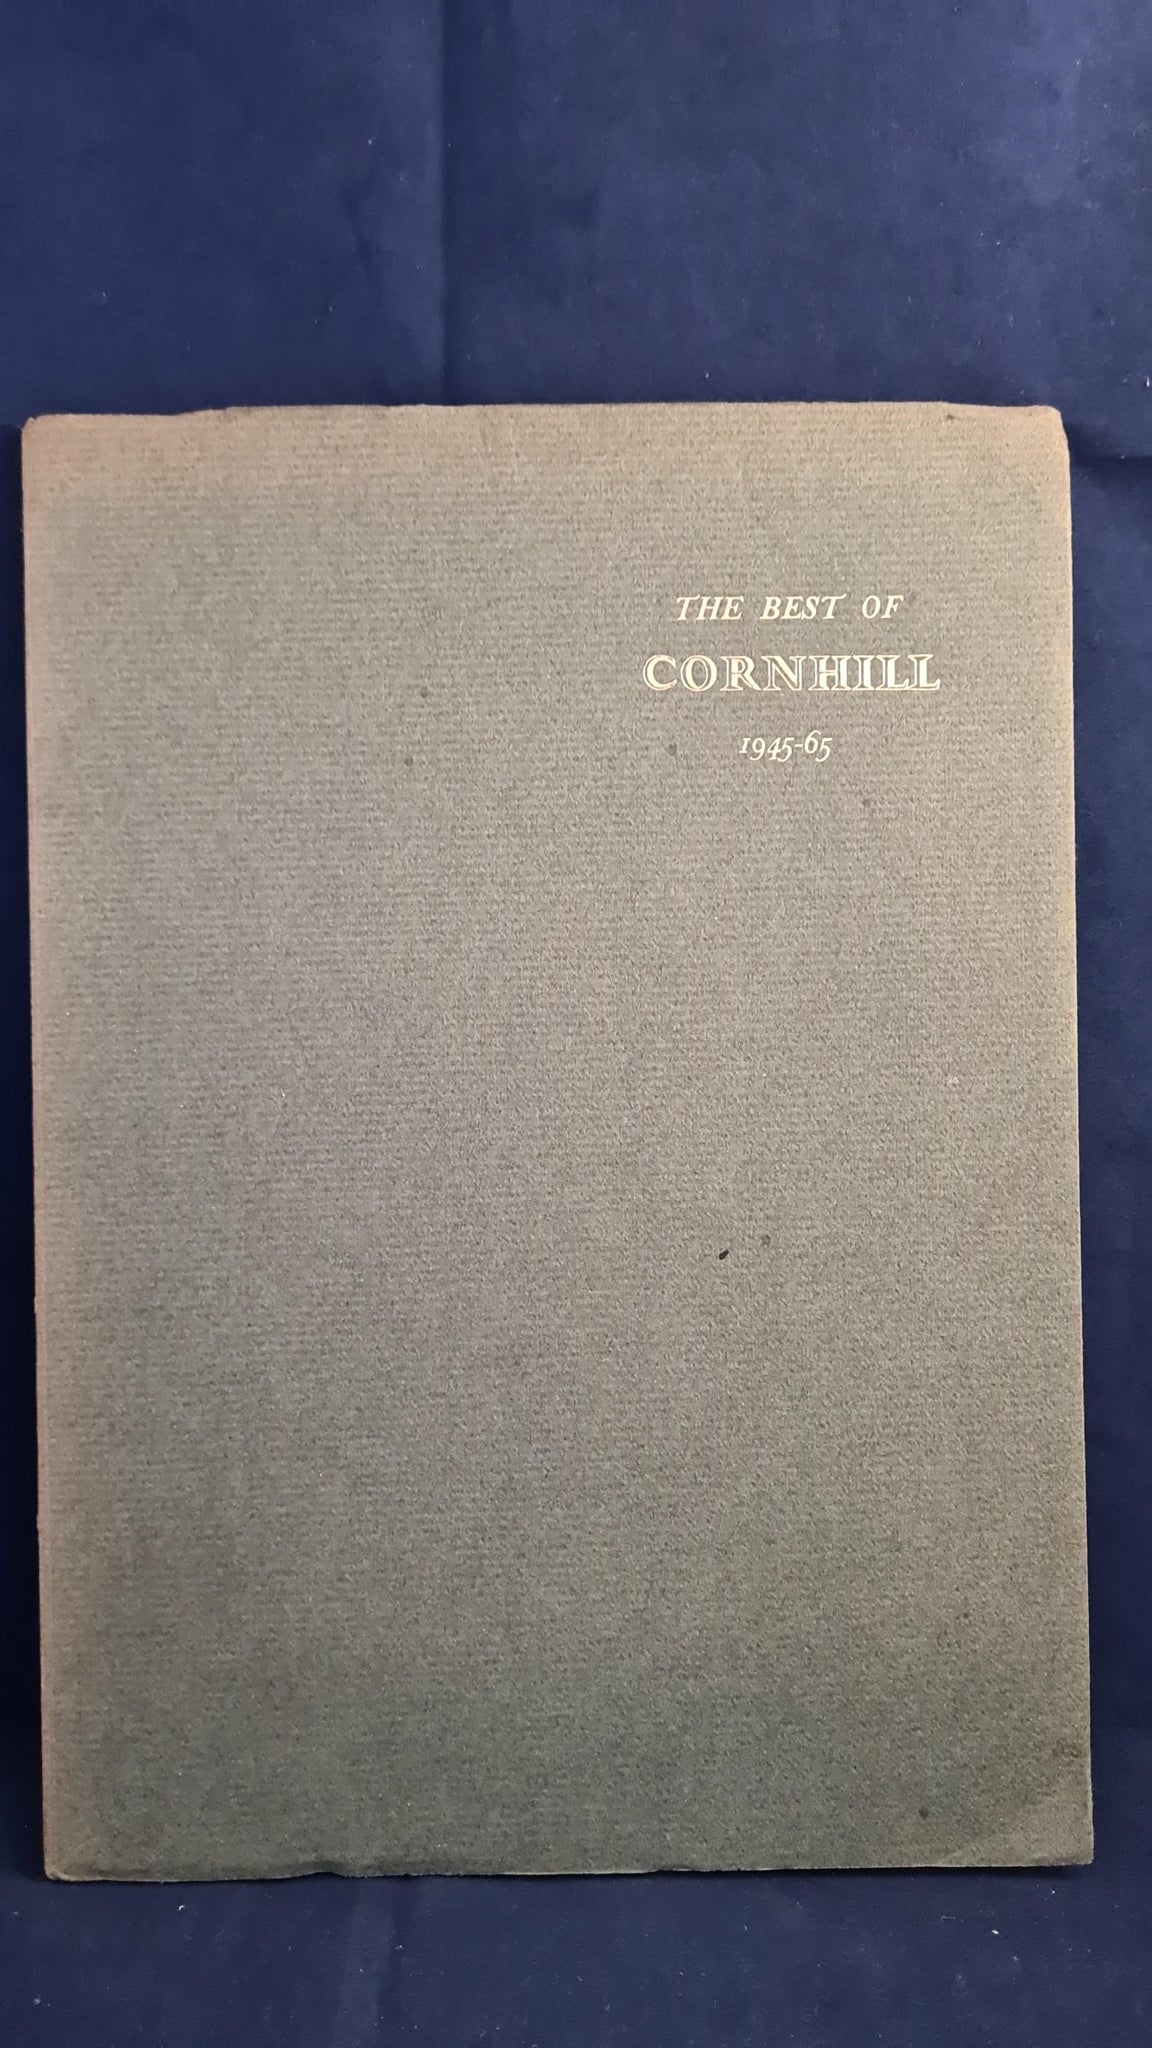 THE BEST OF
CORNHILL
1945-65